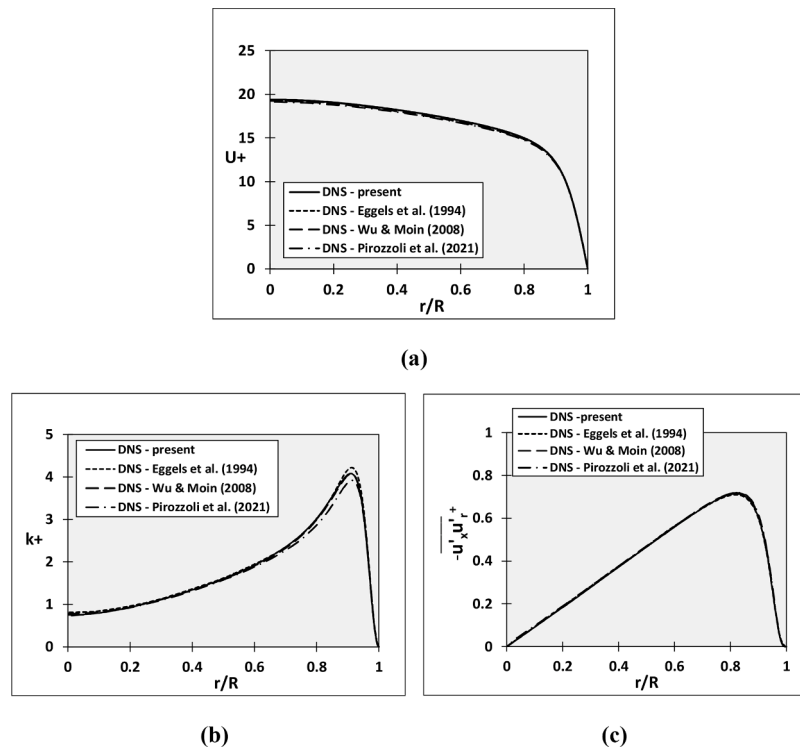 25
20
15
10
5
0
U+
DNS - present
DNS - Eggels et al. (1994)
DNS - Wu & Moin (2008)
DNS - Pirozzoli et al. (2021)
0 0.2 0.4 0.6 0.8 1
r/R
(a)
5
4
3
2
1
0
k+
DNS - present
DNS - Eggels et al. (1994)
DNS - Wu & Moin (2008)
DNS - Pirozzoli et al. (2021)
0 0.2 0.4 0.6 0.8 1
r/R
(b)
1
0.8
0.6
0.4
0.2
0
-u'xu'r+
DNS -present
DNS - Eggels et al. (1994)
DNS - Wu & Moin (2008)
DNS - Pirozzoli et al. (2021)
0 0.2 0.4 0.6 0.8 1
r/R
(c)